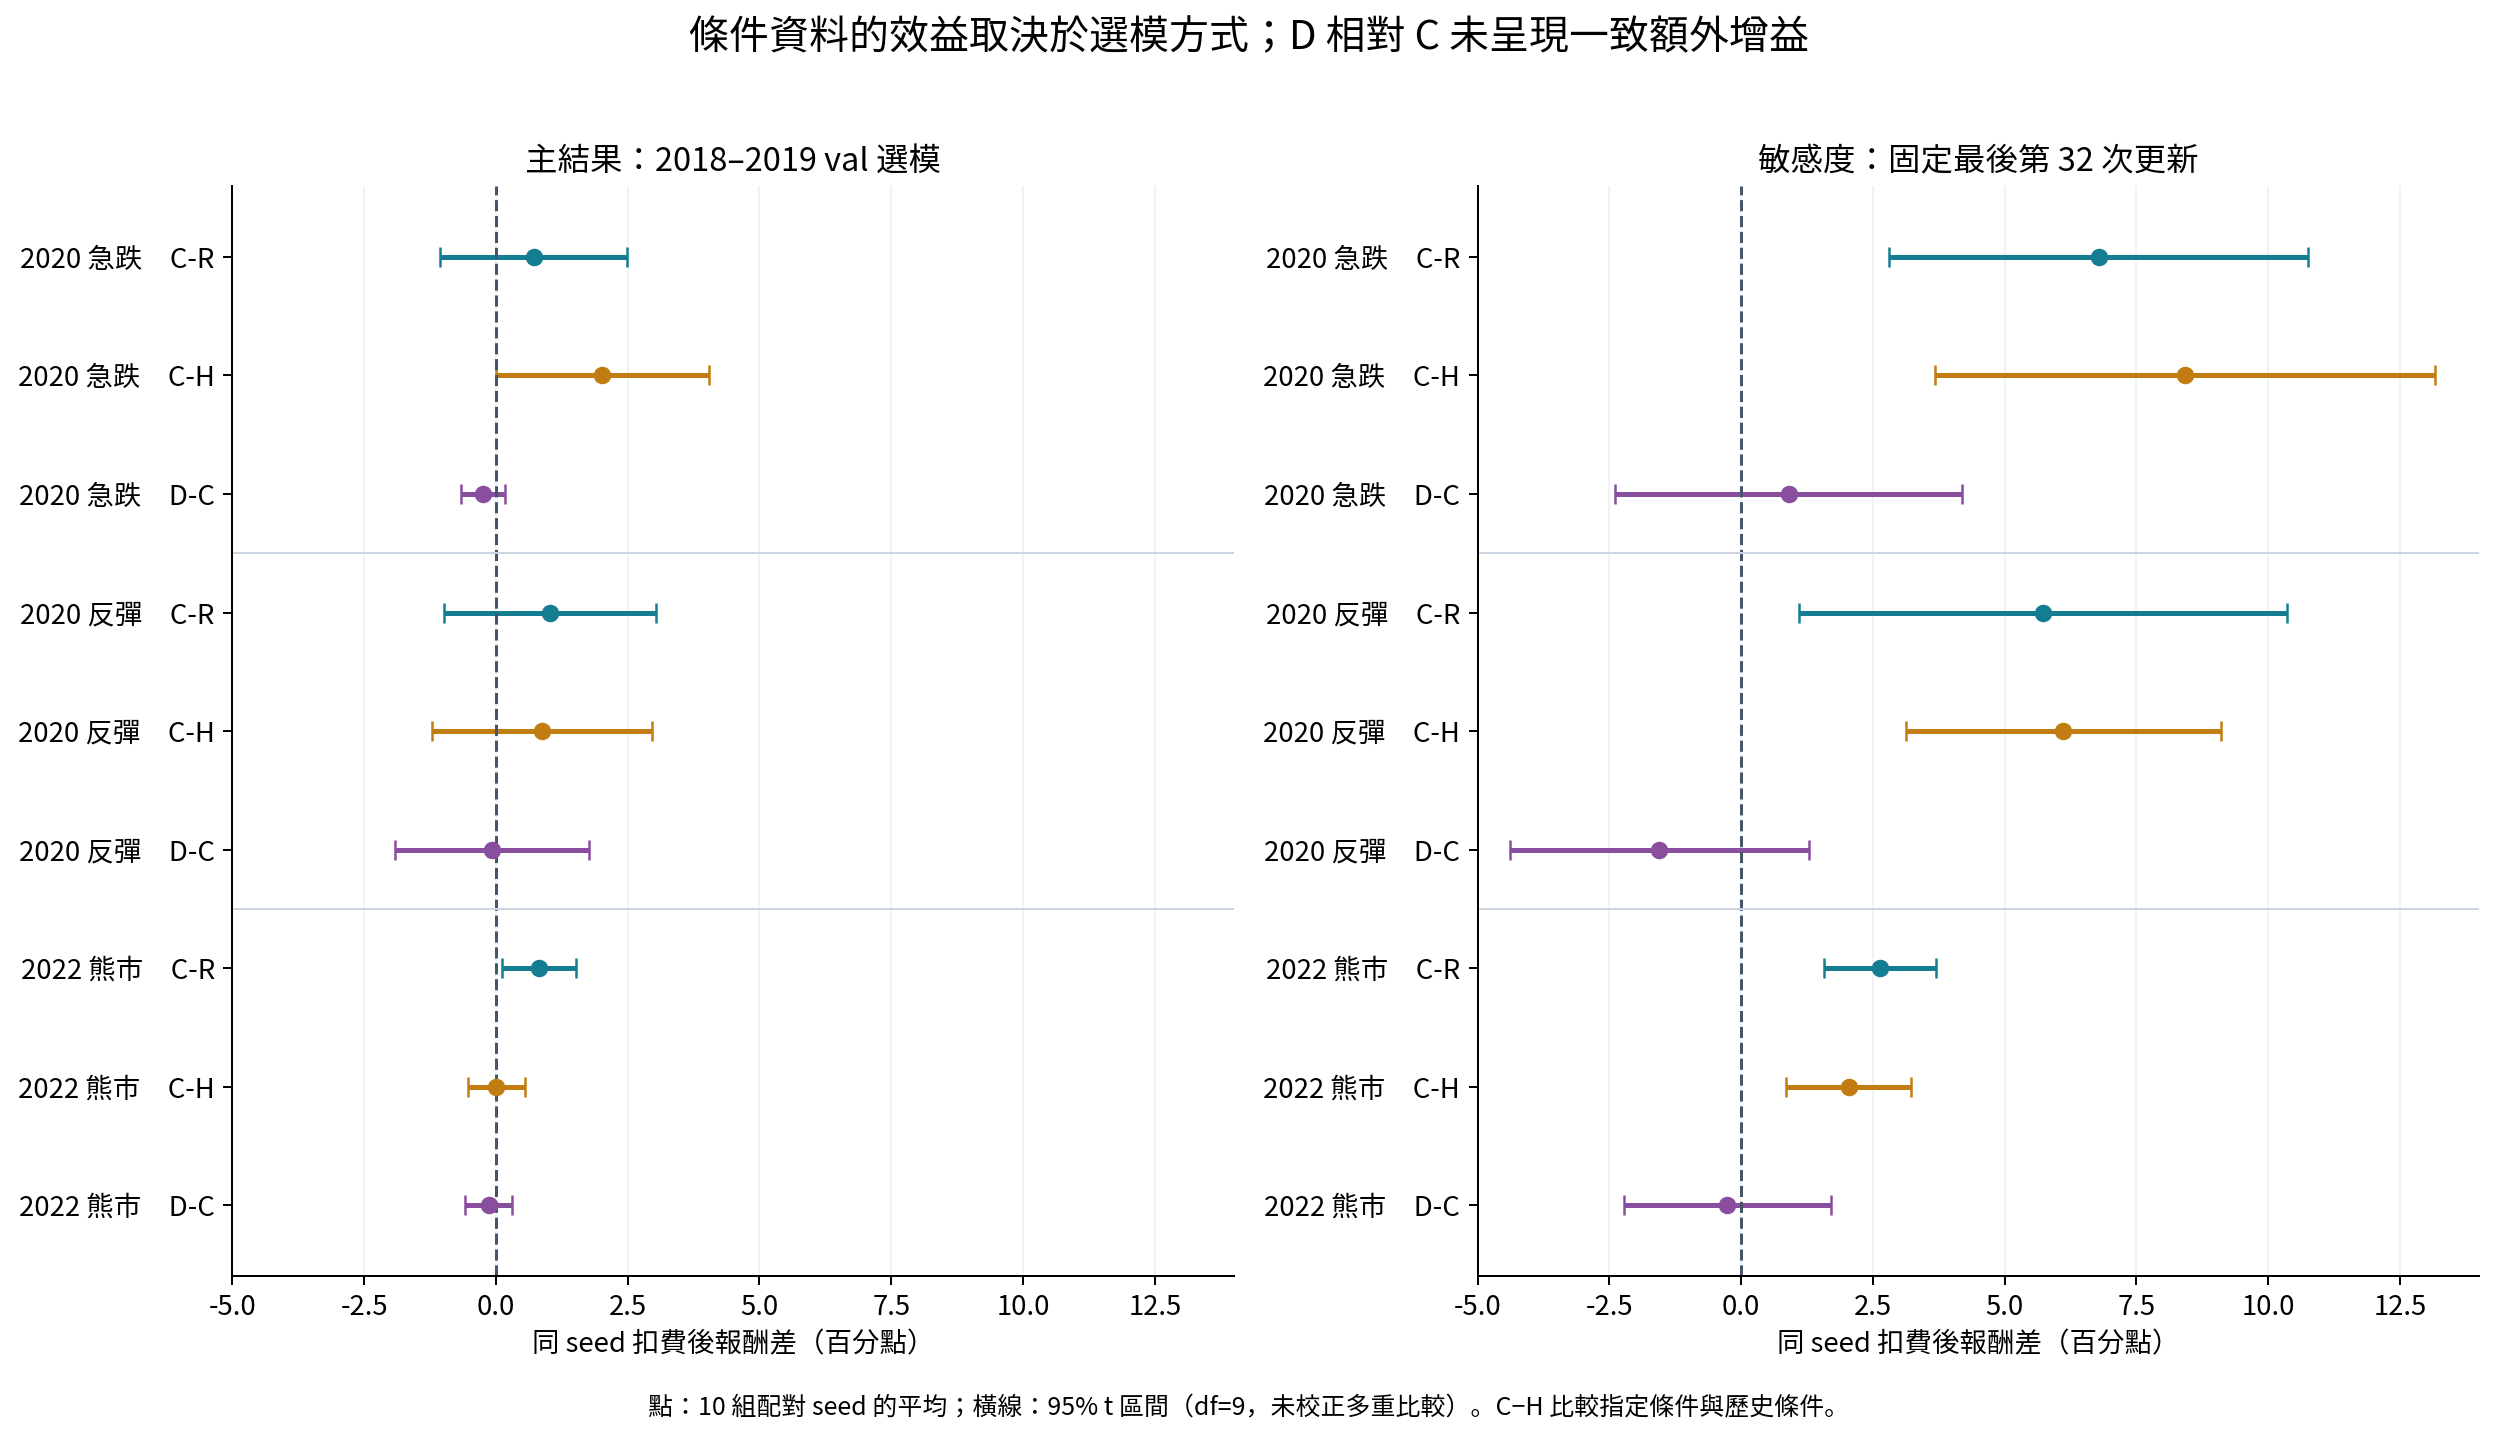 條件資料的效益取決於選模方式；D 相對 C 未呈現一致額外增益
主結果：2018–2019 val 選模
2020 急跌 C-R
2020 急跌 C-H
2020 急跌 D-C
2020 反彈 C-R
2020 反彈 C-H
2020 反彈 D-C
2022 熊市 C-R
2022 熊市 C-H
2022 熊市 D-C
-5.0 -2.5 0.0 2.5 5.0 7.5 10.0 12.5
同 seed 扣費後報酬差（百分點）
敏感度：固定最後第 32 次更新
2020 急跌 C-R
2020 急跌 C-H
2020 急跌 D-C
2020 反彈 C-R
2020 反彈 C-H
2020 反彈 D-C
2022 熊市 C-R
2022 熊市 C-H
2022 熊市 D-C
-5.0 -2.5 0.0 2.5 5.0 7.5 10.0 12.5
同 seed 扣費後報酬差（百分點）
點：10 組配對 seed 的平均；橫線：95% t 區間（df=9，未校正多重比較）。C−H 比較指定條件與歷史條件。